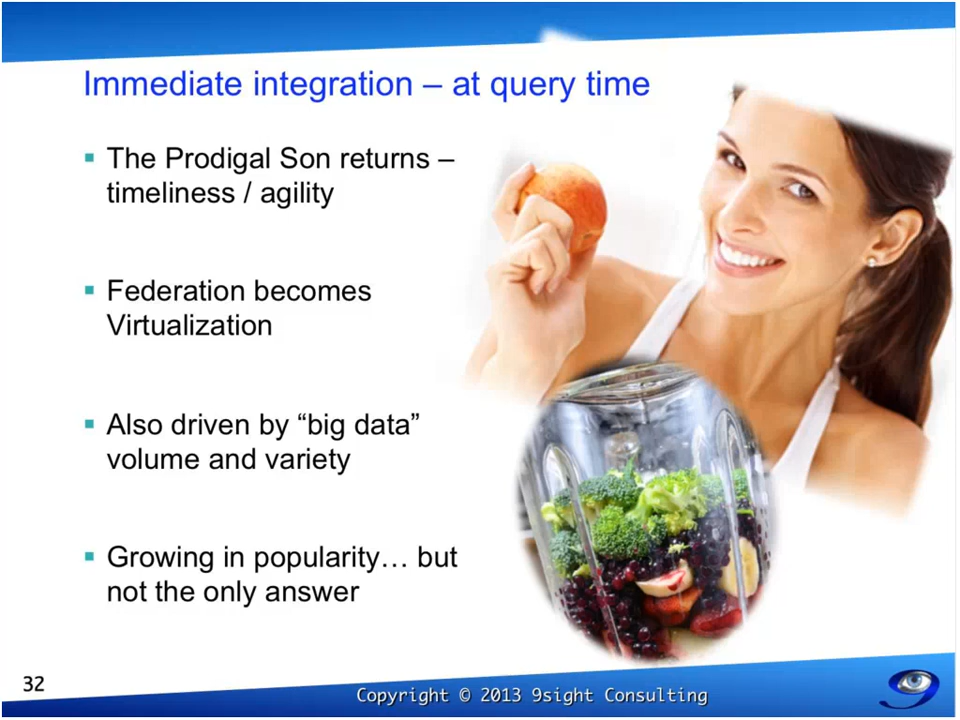 Immediate integration – at query time
▪ The Prodigal Son returns –
timeliness / agility
▪ Federation becomes
Virtualization
▪ Also driven by “big data”
volume and variety
▪ Growing in popularity… but
not the only answer
32
Copyright © 2013 9sight Consulting